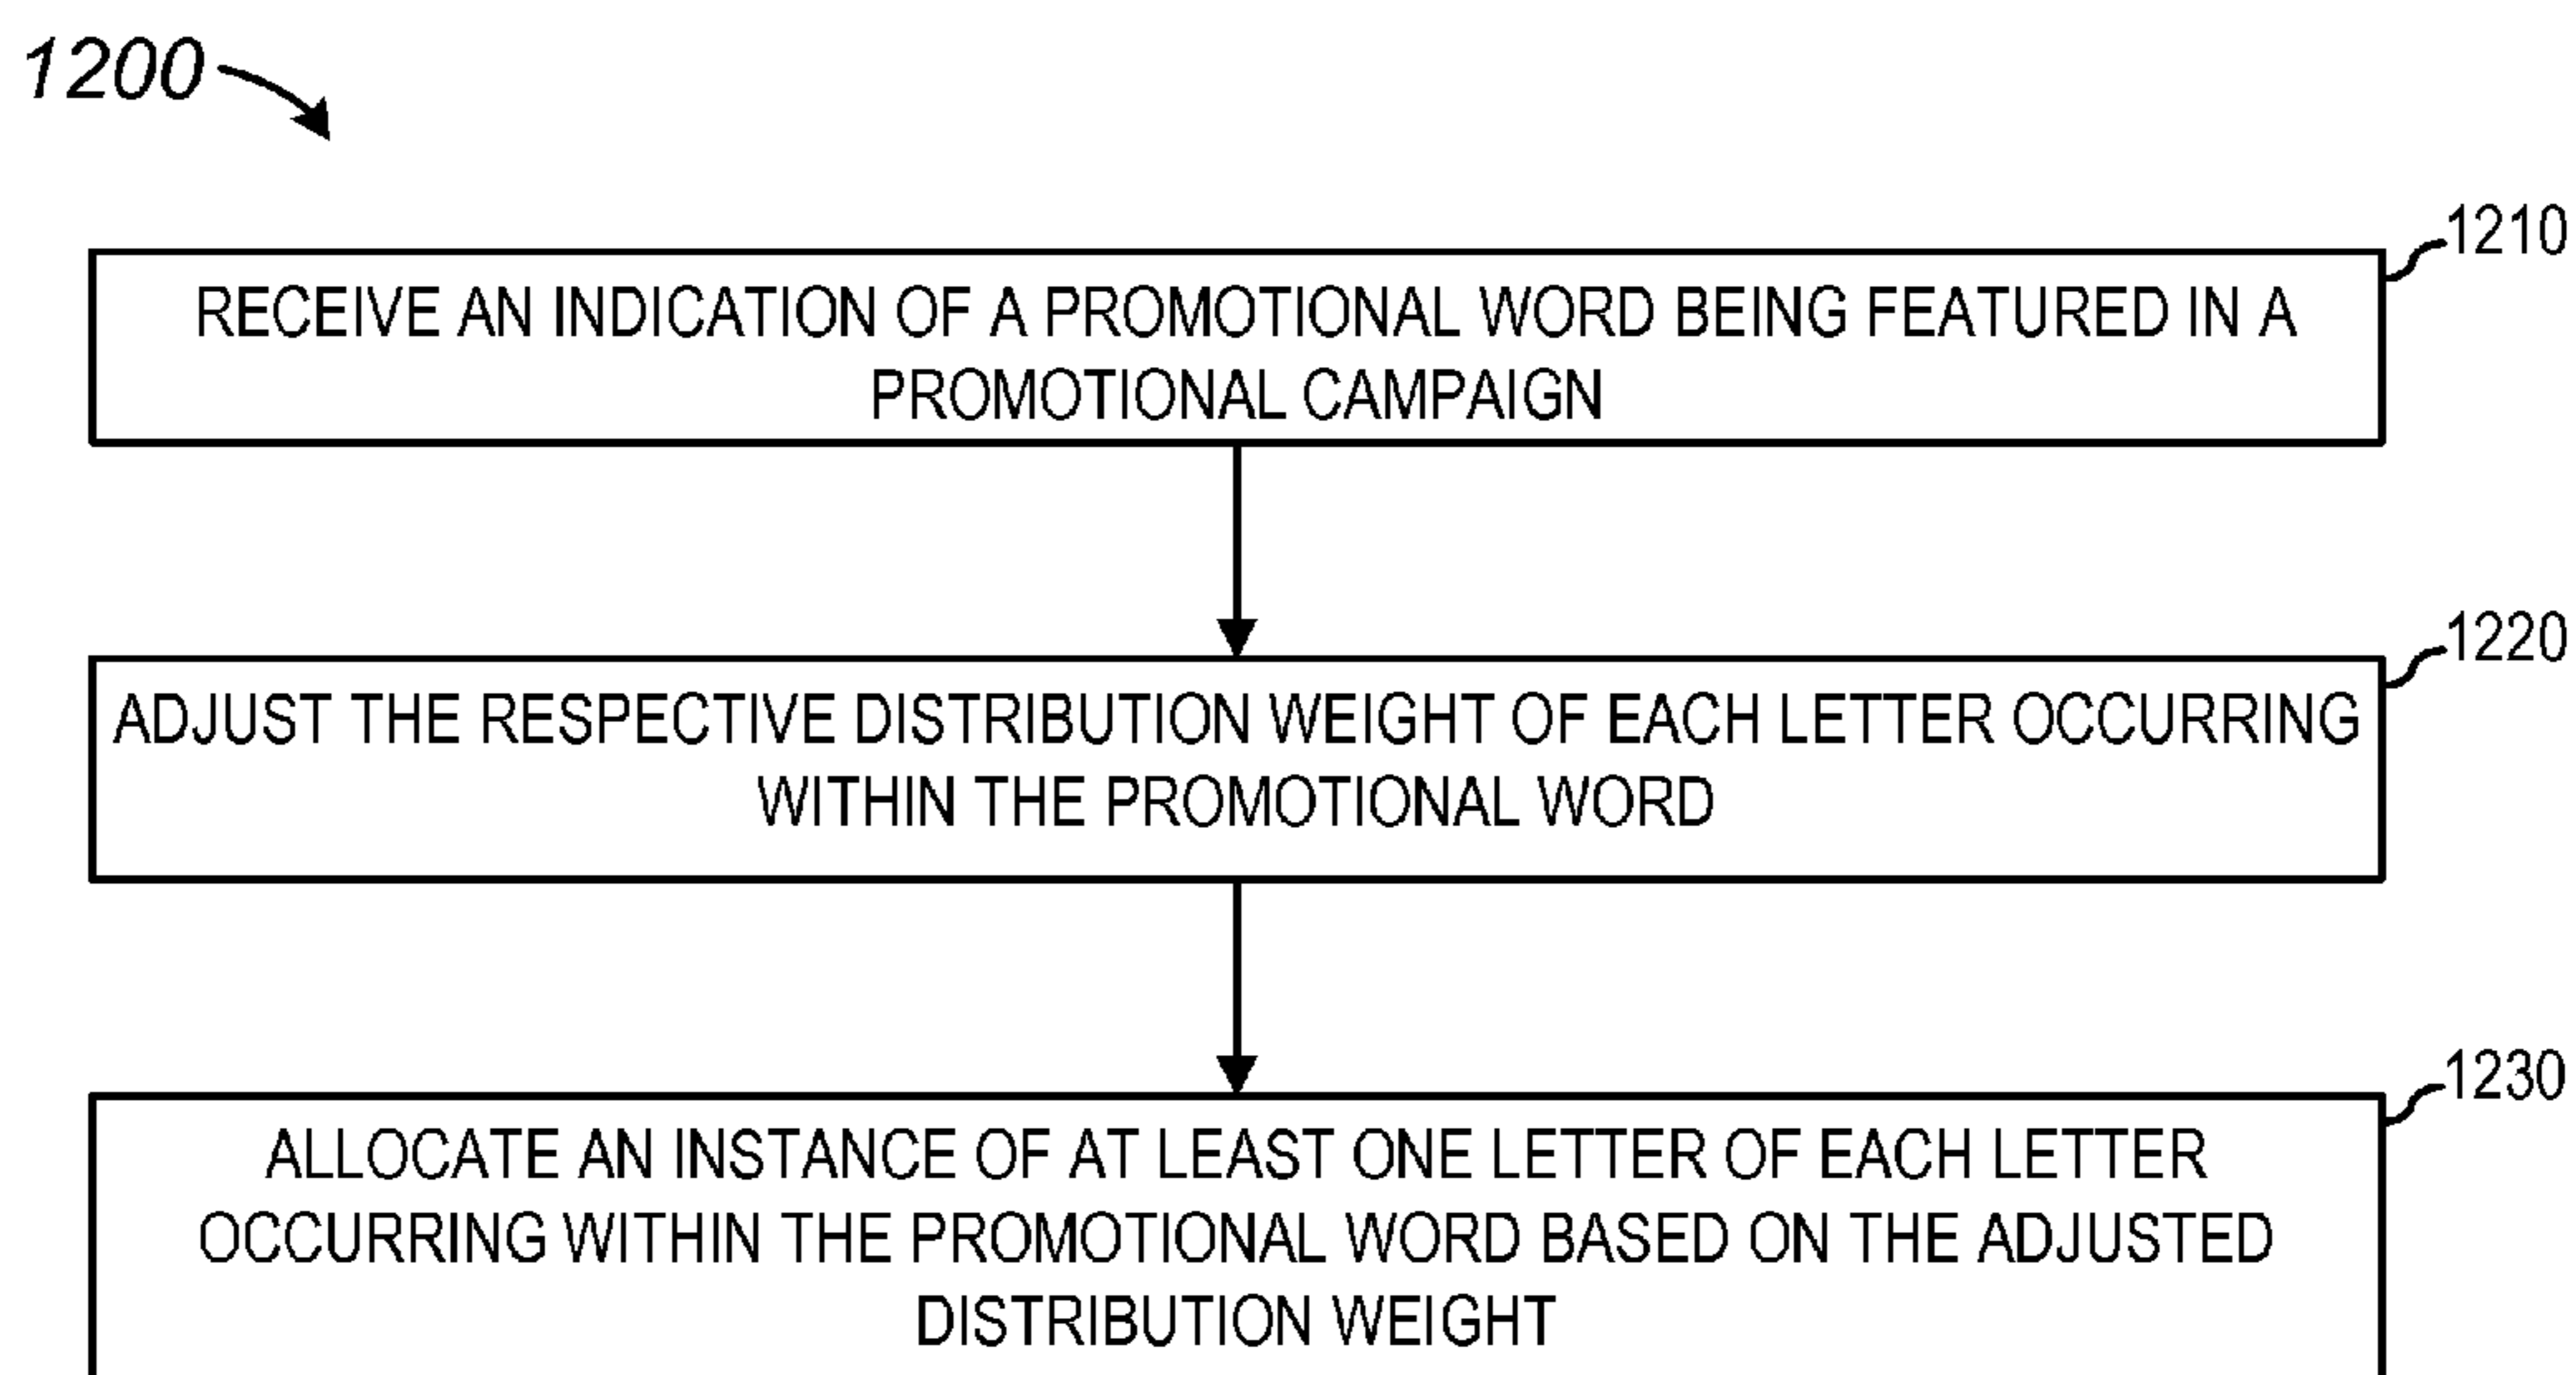 1200
1210
RECEIVE AN INDICATION OF A PROMOTIONAL WORD BEING FEATURED IN A
PROMOTIONAL CAMPAIGN
1220
ADJUST THE RESPECTIVE DISTRIBUTION WEIGHT OF EACH LETTER OCCURRING
WITHIN THE PROMOTIONAL WORD
1230
ALLOCATE AN INSTANCE OF AT LEAST ONE LETTER OF EACH LETTER
OCCURRING WITHIN THE PROMOTIONAL WORD BASED ON THE ADJUSTED
DISTRIBUTION WEIGHT